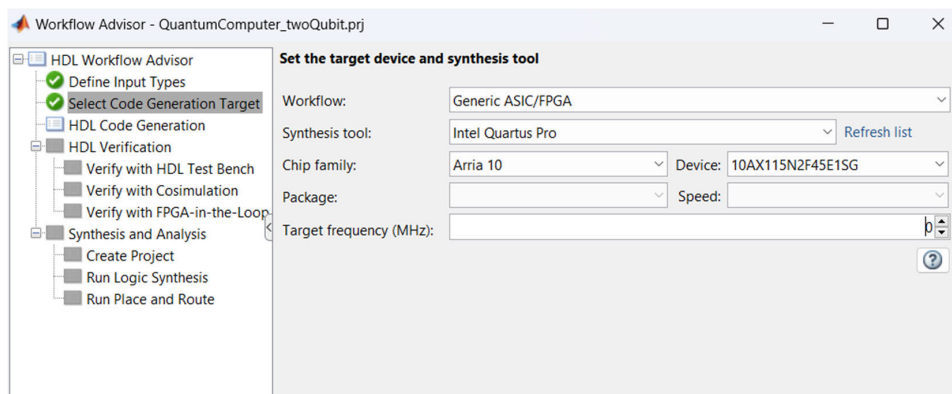 Workflow Advisor - QuantumComputer_twoQubit.prj
HDL Workflow Advisor
Define Input Types
Select Code Generation Target
HDL Code Generation
HDL Verification
Verify with HDL Test Bench
Verify with Cosimulation
Verify with FPGA-in-the-Loop
Synthesis and Analysis
Create Project
Run Logic Synthesis
Run Place and Route
Set the target device and synthesis tool
Workflow: Generic ASIC/FPGA
Synthesis tool: Intel Quartus Pro Refresh list
Chip family: Arria 10 Device: 10AX115N2F45E1SG
Package: Speed:
Target frequency (MHz): 0